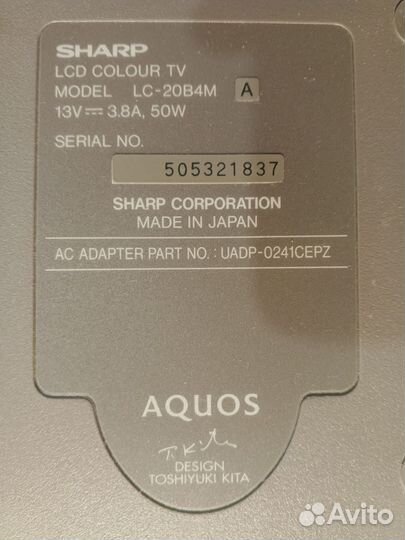 SHARP
LCD COLOUR TV
MODEL LC-20B4M A
13V⎓ 3.8A, 50W
SERIAL NO.
505321837
SHARP CORPORATION
MADE IN JAPAN
AC ADAPTER PART NO. : UADP-0241CEPZ
AQUOS
T. Kita
DESIGN
TOSHIYUKI KITA
Avito